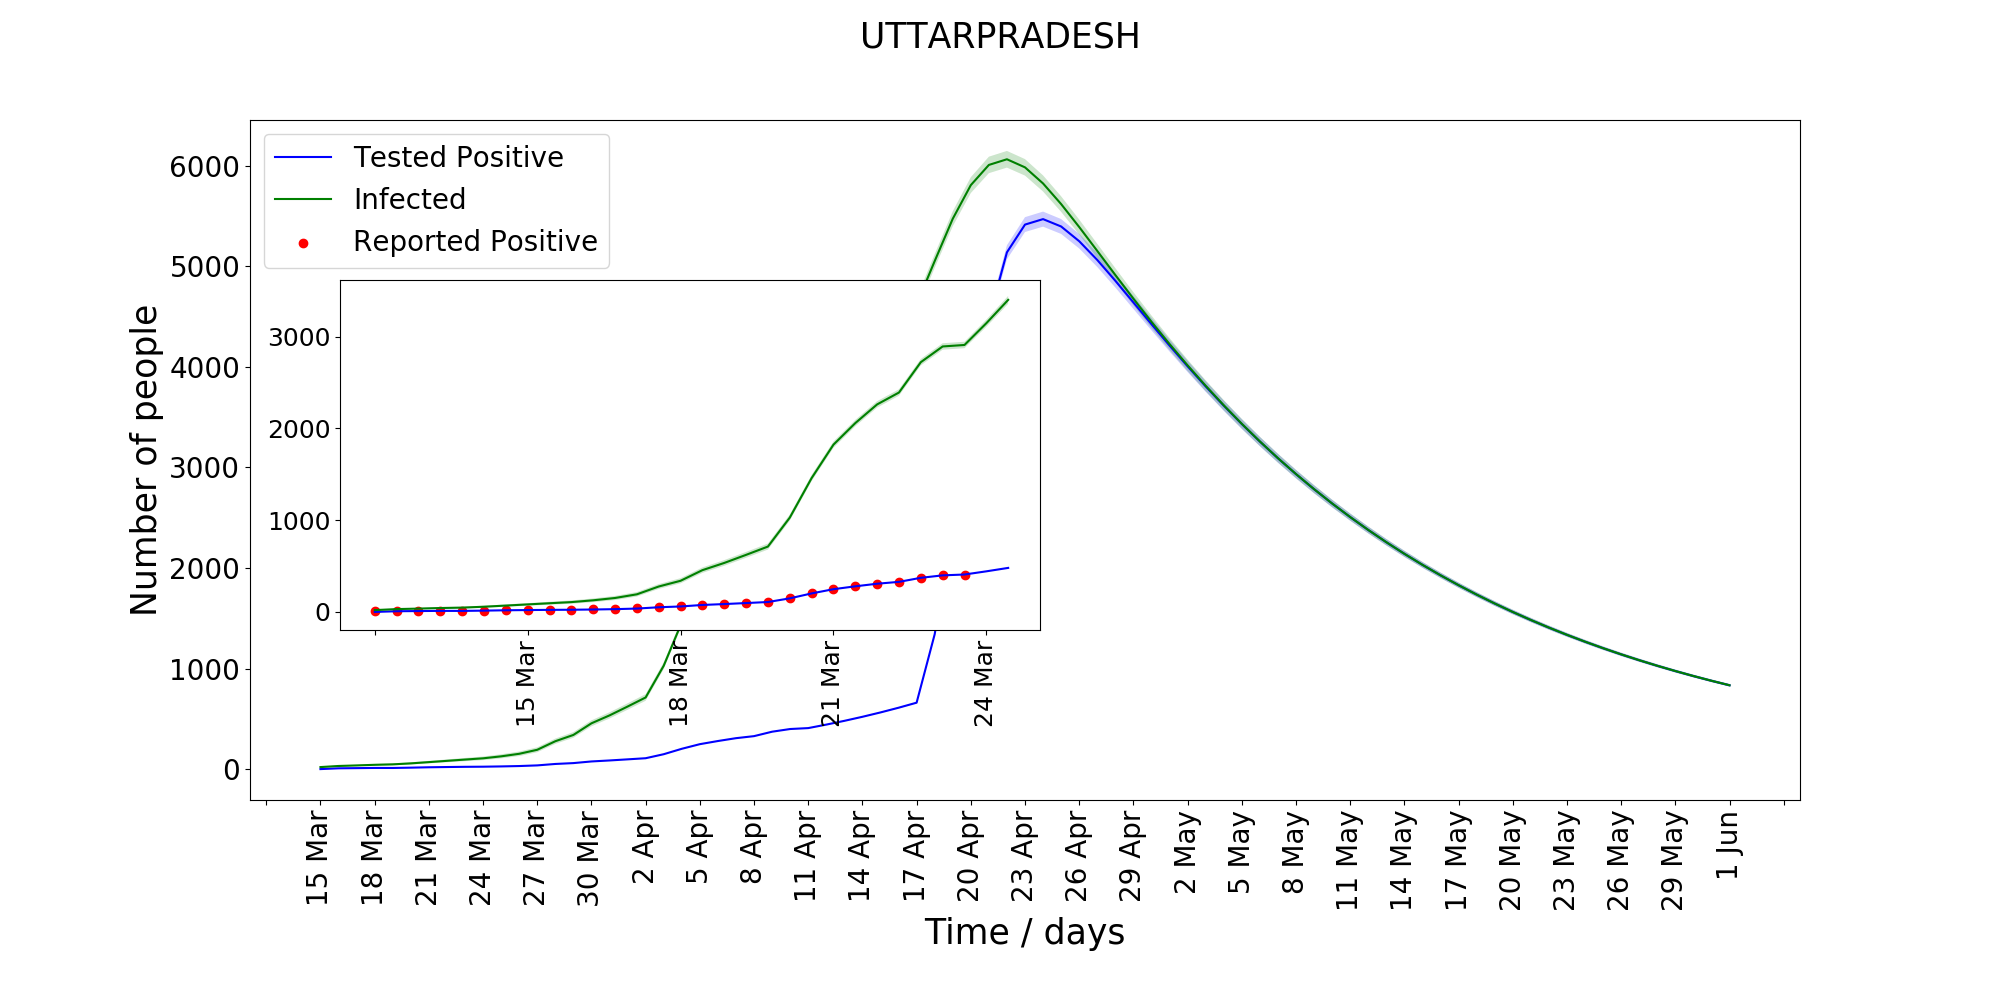 UTTARPRADESH
Tested Positive
Infected
Reported Positive
Number of people
6000
5000
4000
3000
2000
1000
0
3000
2000
1000
0
15 Mar
18 Mar
21 Mar
24 Mar
15 Mar
18 Mar
21 Mar
24 Mar
27 Mar
30 Mar
2 Apr
5 Apr
8 Apr
11 Apr
14 Apr
17 Apr
20 Apr
23 Apr
26 Apr
29 Apr
2 May
5 May
8 May
11 May
14 May
17 May
20 May
23 May
26 May
29 May
1 Jun
Time / days